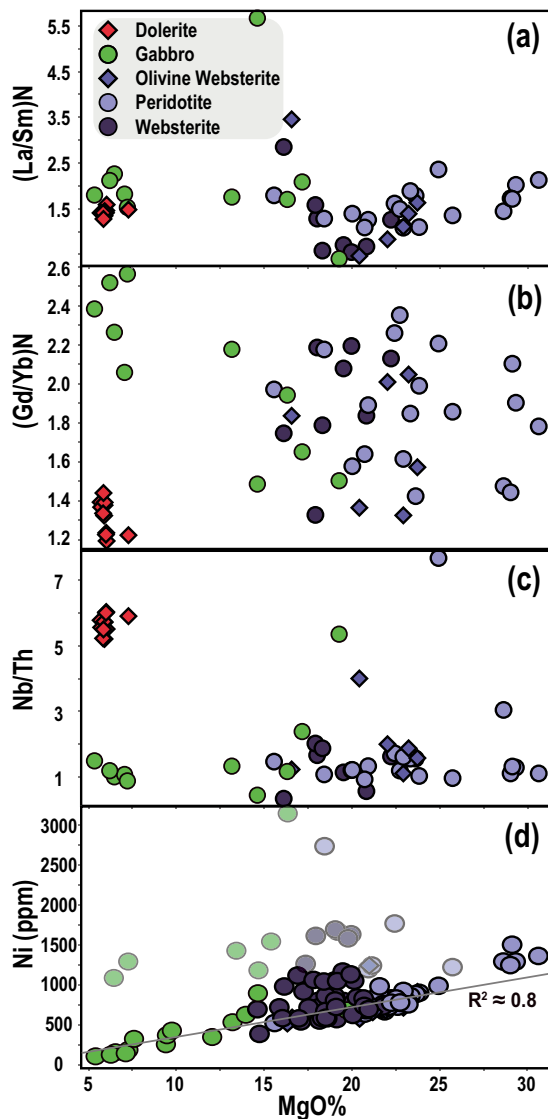 Dolerite
Gabbro
Olivine Websterite
Peridotite
Websterite
(a)
(La/Sm)N
5.5
4.5
3.5
2.5
1.5
(b)
(Gd/Yb)N
2.6
2.4
2.2
2.0
1.8
1.6
1.4
1.2
(c)
Nb/Th
7
5
3
1
(d)
Ni (ppm)
3000
2500
2000
1500
1000
500
0
R² ≈ 0.8
5 10 15 20 25 30
MgO%